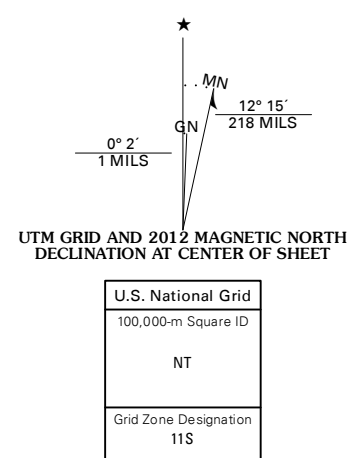 ★
MN
12° 15´
218 MILS
GN
0° 2´
1 MILS
UTM GRID AND 2012 MAGNETIC NORTH
DECLINATION AT CENTER OF SHEET
U.S. National Grid
100,000-m Square ID
NT
Grid Zone Designation
11S